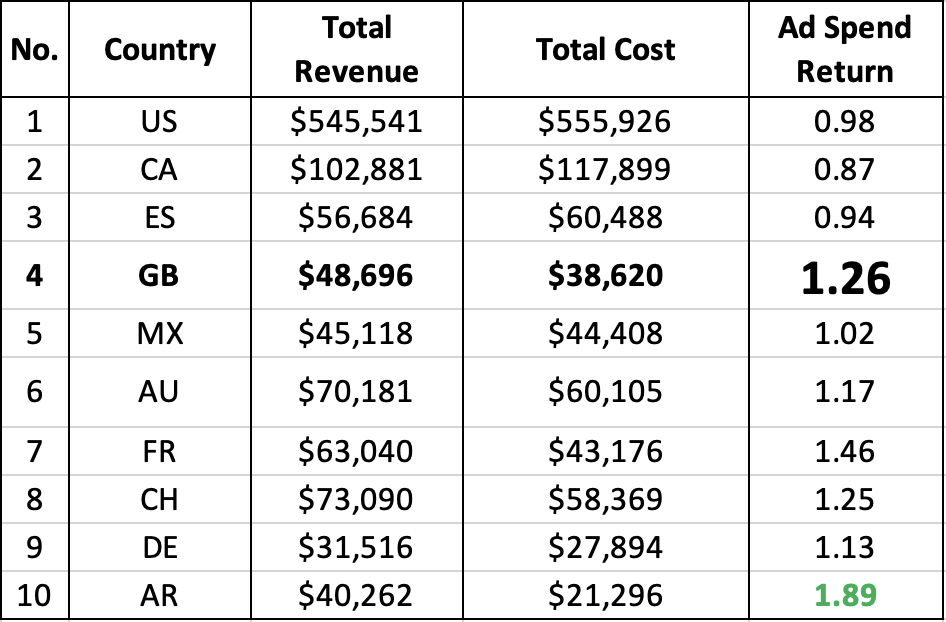 No. Country Total Revenue Total Cost Ad Spend Return
1 US $545,541 $555,926 0.98
2 CA $102,881 $117,899 0.87
3 ES $56,684 $60,488 0.94
4 GB $48,696 $38,620 1.26
5 MX $45,118 $44,408 1.02
6 AU $70,181 $60,105 1.17
7 FR $63,040 $43,176 1.46
8 CH $73,090 $58,369 1.25
9 DE $31,516 $27,894 1.13
10 AR $40,262 $21,296 1.89